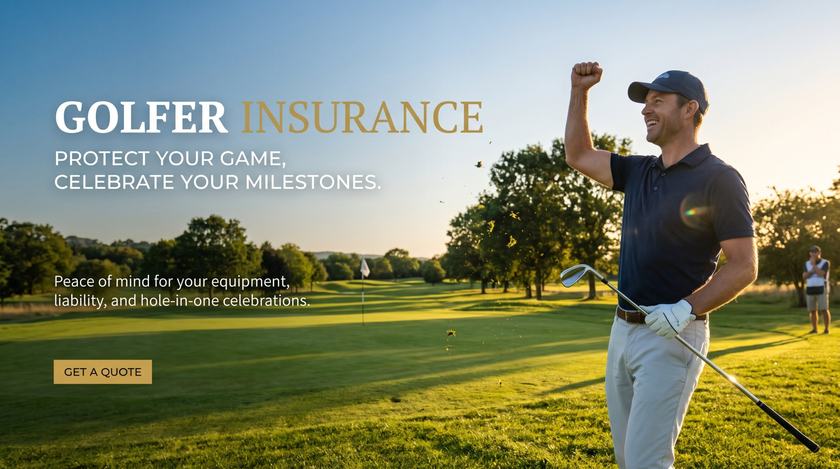 GOLFER INSURANCE
PROTECT YOUR GAME,
CELEBRATE YOUR MILESTONES.
Peace of mind for your equipment,
liability, and hole-in-one celebrations.
GET A QUOTE